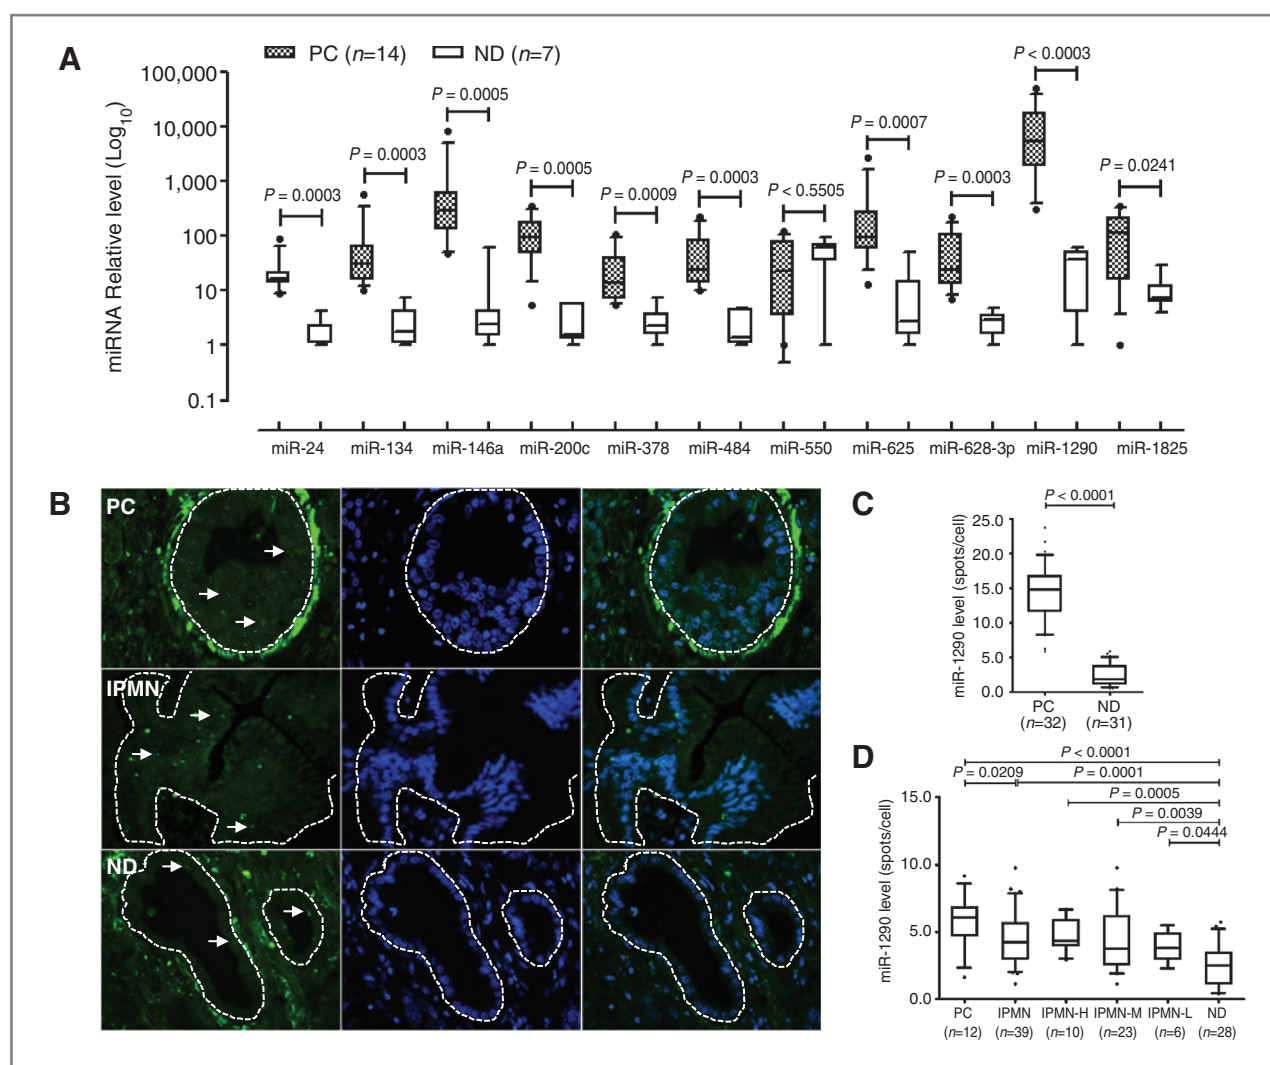 A
PC (n=14) ND (n=7)
miRNA Relative level (Log10)
100,000
10,000
1,000
100
10
1
0.1
P = 0.0003
P = 0.0003
P = 0.0005
P = 0.0005
P = 0.0009
P = 0.0003
P < 0.5505
P = 0.0007
P = 0.0003
P < 0.0003
P = 0.0241
miR-24 miR-134 miR-146a miR-200c miR-378 miR-484 miR-550 miR-625 miR-628-3p miR-1290 miR-1825
B
PC
IPMN
ND
C
P < 0.0001
miR-1290 level (spots/cell)
25.0
20.0
15.0
10.0
5.0
0.0
PC ND
(n=32) (n=31)
D
P < 0.0001
P = 0.0209 P = 0.0001
P = 0.0005
P = 0.0039
P = 0.0444
miR-1290 level (spots/cell)
15.0
10.0
5.0
0.0
PC IPMN IPMN-H IPMN-M IPMN-L ND
(n=12) (n=39) (n=10) (n=23) (n=6) (n=28)